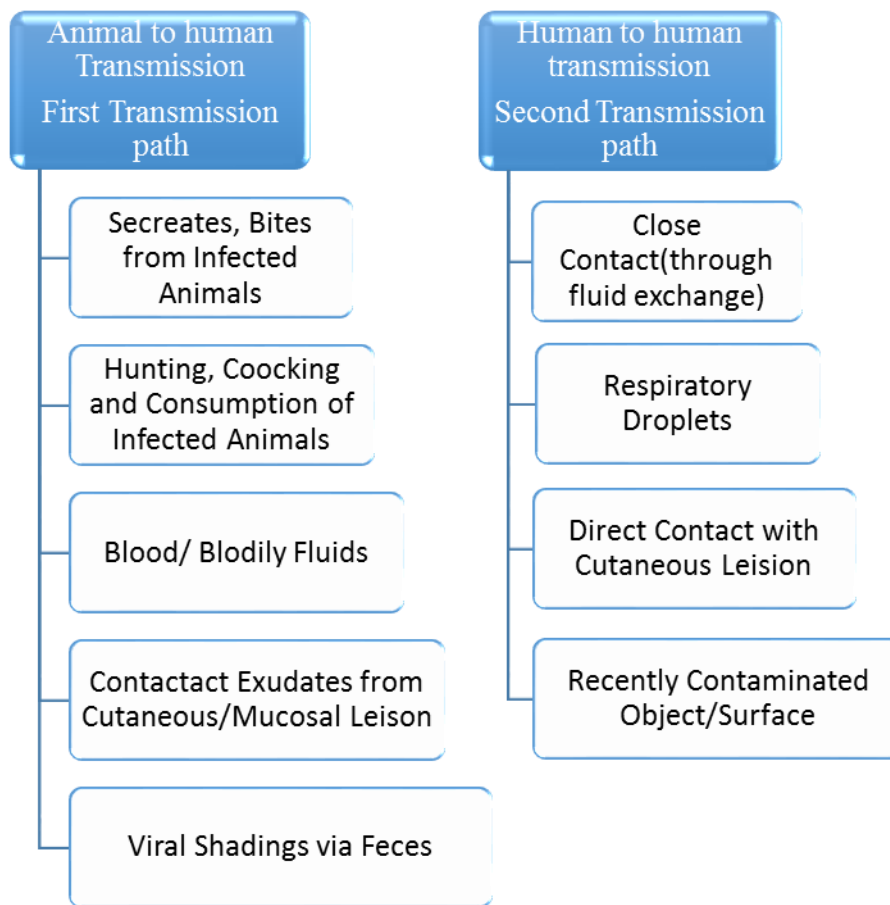 Animal to human
Transmission
First Transmission
path
Secreates, Bites
from Infected
Animals
Hunting, Coocking
and Consumption of
Infected Animals
Blood/ Blodily Fluids
Contactact Exudates from
Cutaneous/Mucosal Leison
Viral Shadings via Feces
Human to human
transmission
Second Transmission
path
Close
Contact(through
fluid exchange)
Respiratory
Droplets
Direct Contact with
Cutaneous Leision
Recently Contaminated
Object/Surface